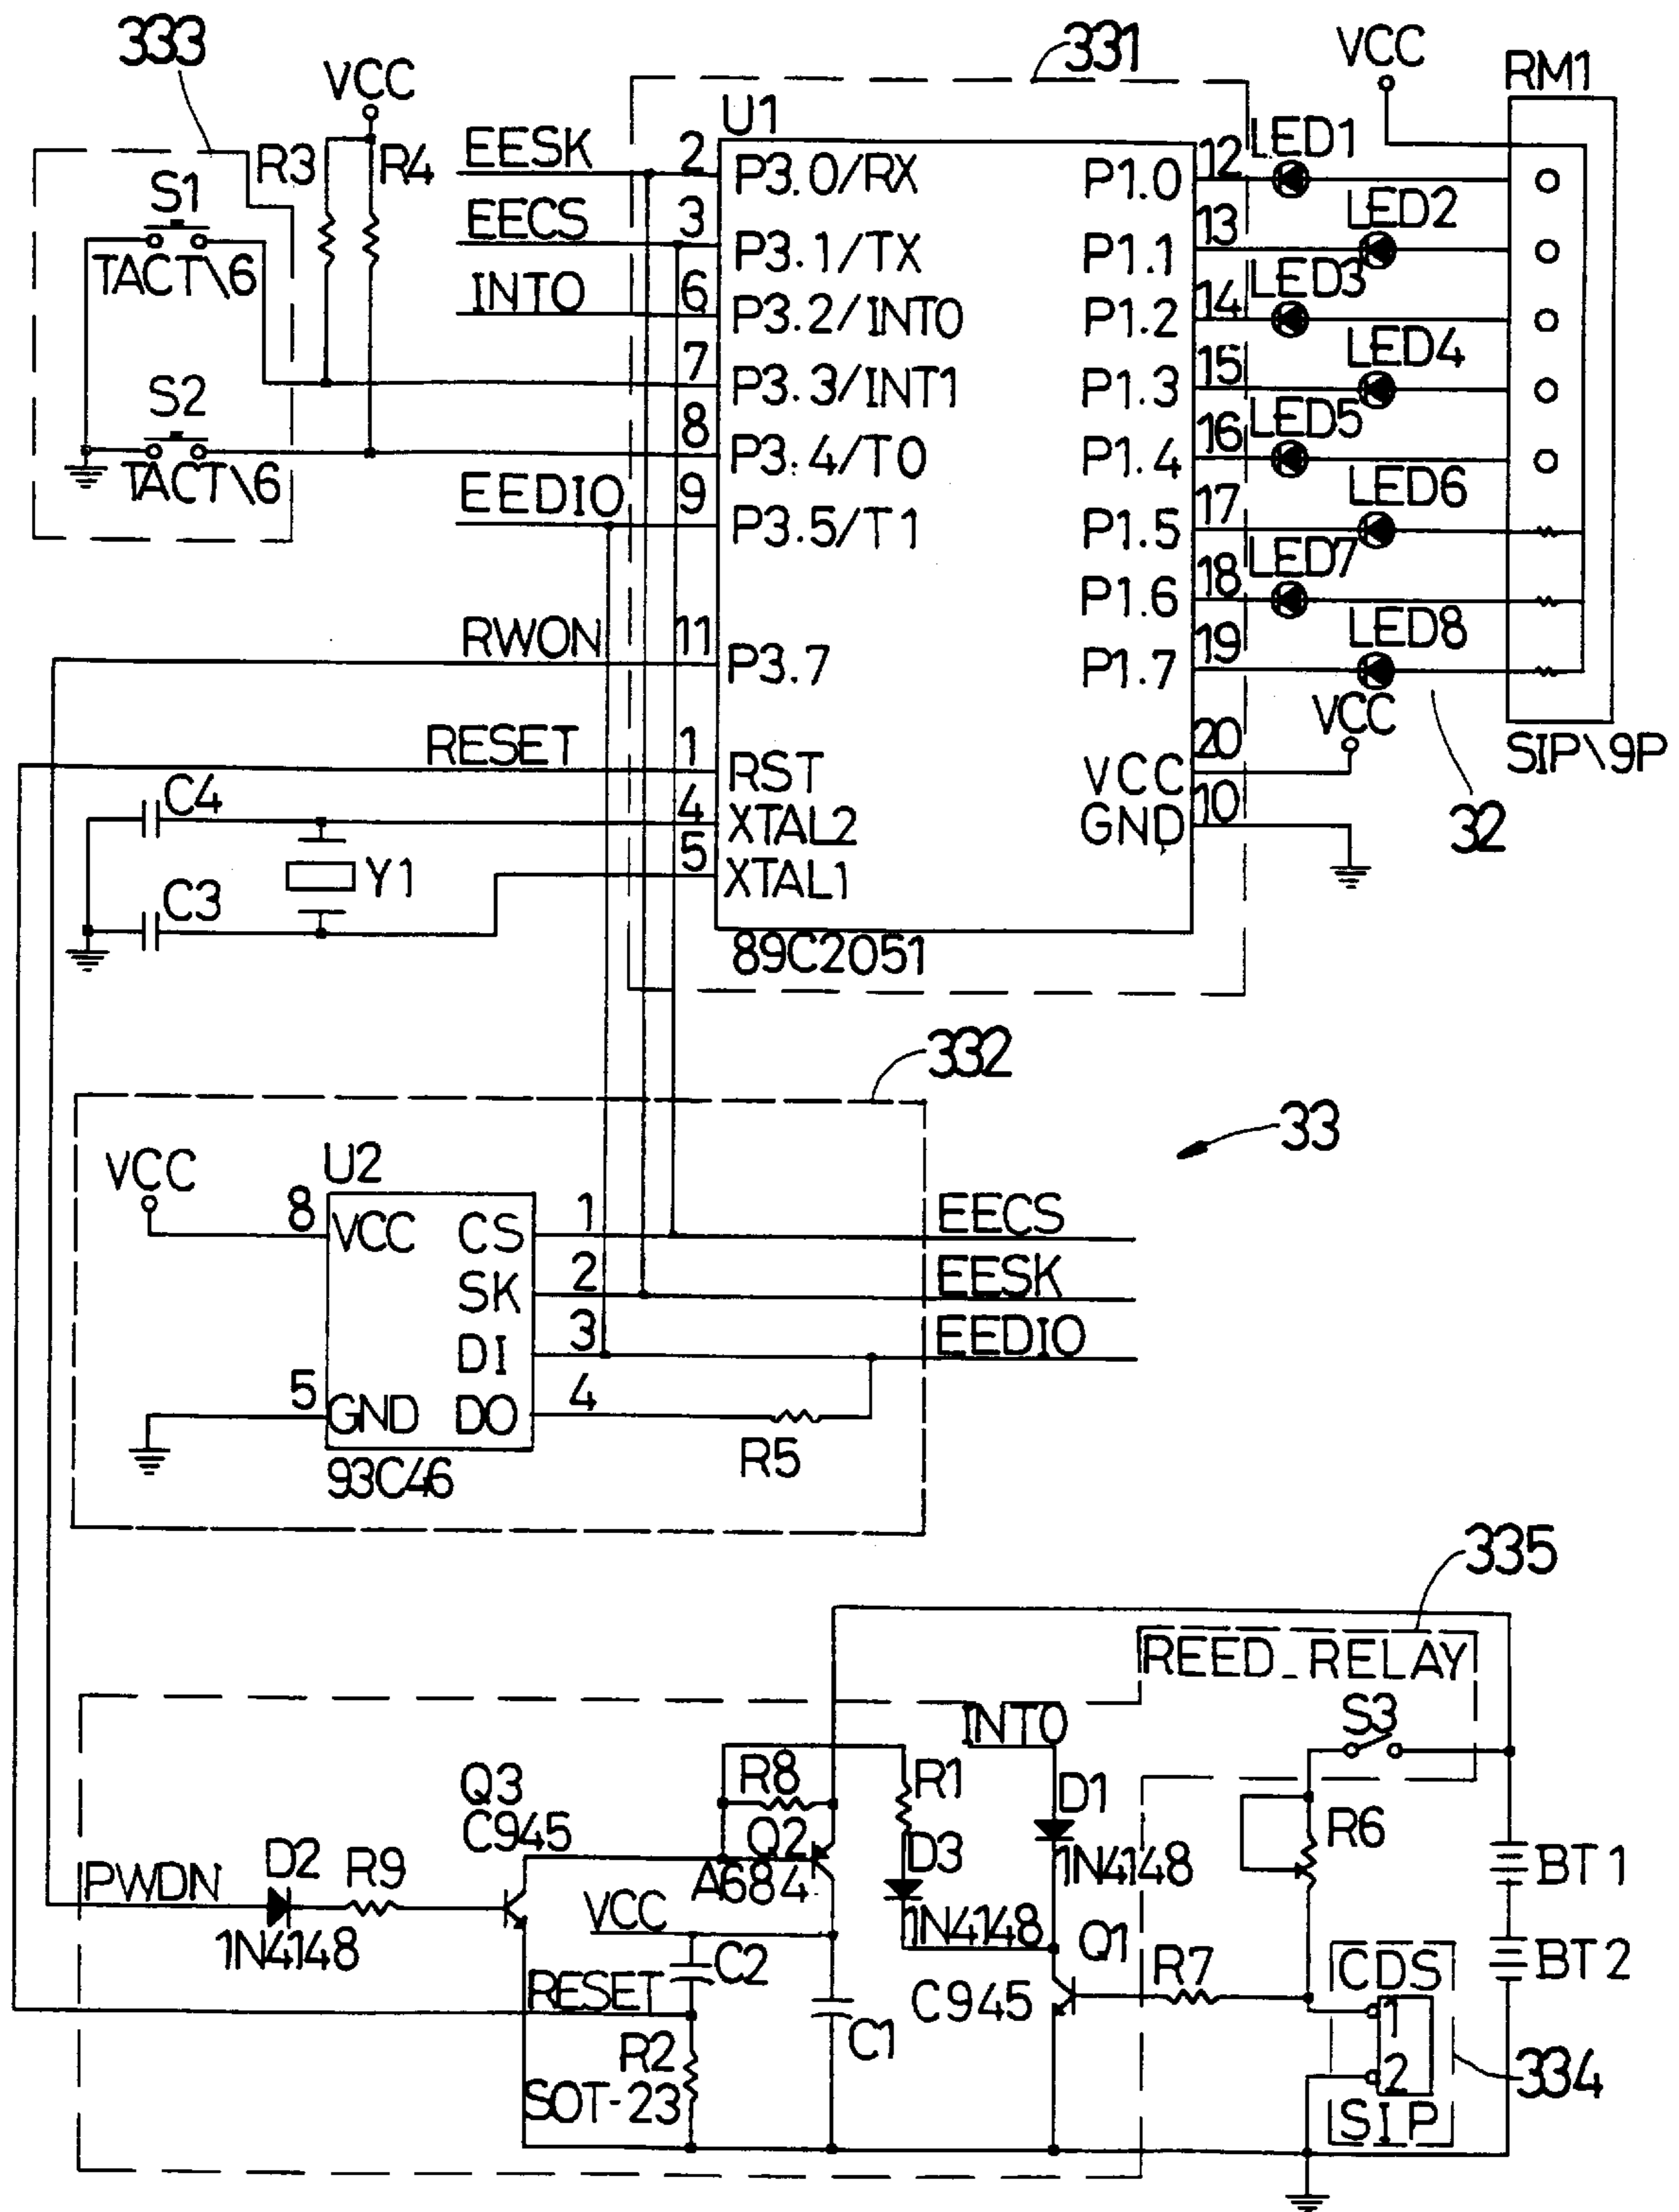 333
331
VCC
VCC
RM1
U1
R3
R4
S1
TACT\6
S2
TACT\6
EESK
2
P3.0/RX
EECS
3
P3.1/TX
INT0
6
P3.2/INT0
7
P3.3/INT1
8
P3.4/T0
EEDIO
9
P3.5/T1
RWON
11
P3.7
RESET
1
RST
4
XTAL2
5
XTAL1
C4
Y1
C3
89C2051
P1.0
12
LED1
P1.1
13
LED2
P1.2
14
LED3
P1.3
15
LED4
P1.4
16
LED5
P1.5
17
LED6
P1.6
18
LED7
P1.7
19
LED8
VCC
20
VCC
GND
10
SIP\9P
32
332
33
VCC
U2
8
VCC
CS
1
EECS
SK
2
EESK
DI
3
EEDIO
5
GND
DO
4
R5
93C46
335
REED_RELAY
INT0
S3
Q3
C945
R8
R1
D1
1N4148
R6
Q2
A684
D3
1N4148
BT1
PWDN
D2
1N4148
R9
VCC
C2
Q1
C945
R7
CDS
BT2
RESET
C1
1
2
SIP
334
R2
SOT-23